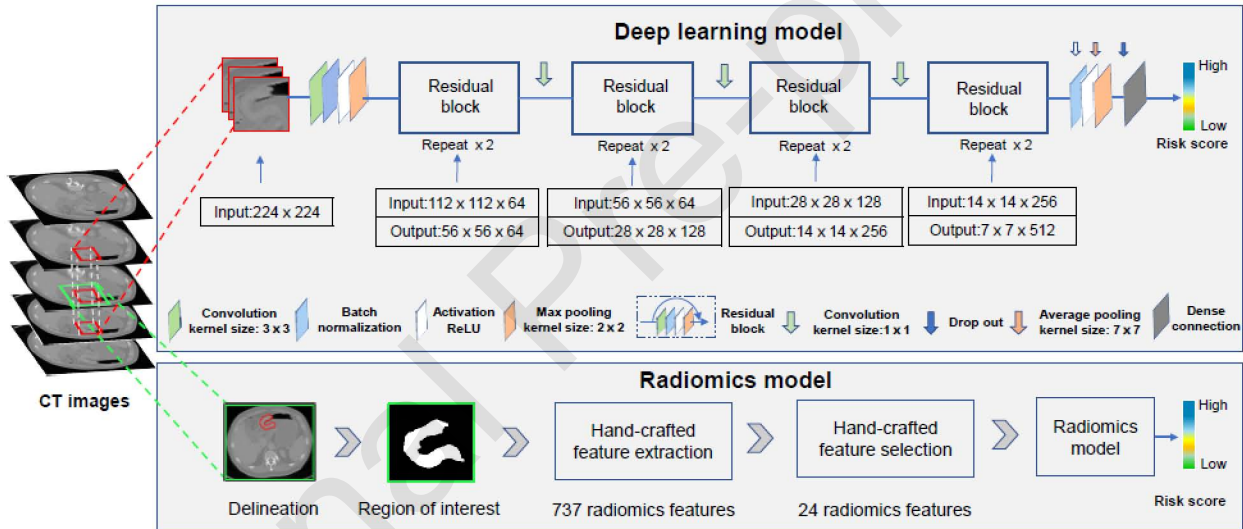 Deep learning model
Residual
block
Residual
block
Residual
block
Residual
block
High
Low
Risk score
Repeat x 2
Repeat x 2
Repeat x 2
Repeat x 2
Input:224 x 224
Input:112 x 112 x 64
Output:56 x 56 x 64
Input:56 x 56 x 64
Output:28 x 28 x 128
Input:28 x 28 x 128
Output:14 x 14 x 256
Input:14 x 14 x 256
Output:7 x 7 x 512
Convolution
kernel size: 3 x 3
Batch
normalization
Activation
ReLU
Max pooling
kernel size: 2 x 2
Residual
block
Convolution
kernel size:1 x 1
Drop out
Average pooling
kernel size: 7 x 7
Dense
connection
CT images
Radiomics model
Hand-crafted
feature extraction
Hand-crafted
feature selection
Radiomics
model
High
Low
Delineation
Region of interest
737 radiomics features
24 radiomics features
Risk score
nal Pre-p